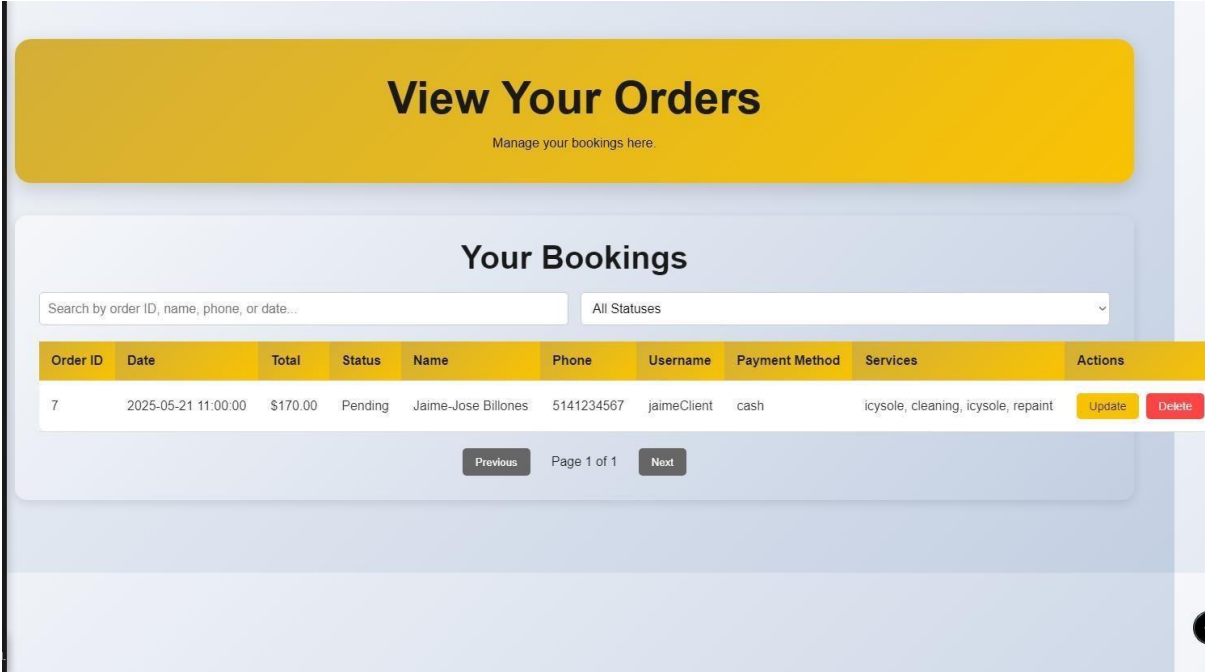 View Your Orders
Manage your bookings here.
Your Bookings
Search by order ID, name, phone, or date...
All Statuses
Order ID Date Total Status Name Phone Username Payment Method Services Actions
7 2025-05-21 11:00:00 $170.00 Pending Jaime-Jose Billones 5141234567 jaimeClient cash icysole, cleaning, icysole, repaint Update Delete
Previous Page 1 of 1 Next